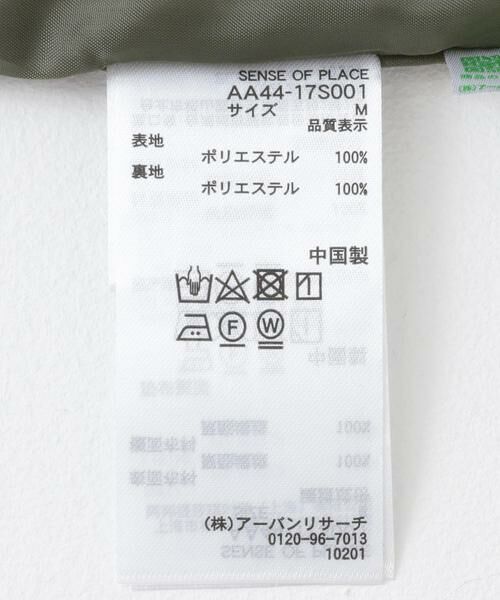 SENSE OF PLACE
AA44-17S001
サイズ M
品質表示
表地
ポリエステル 100%
裏地
ポリエステル 100%
中国製
F W
(株)アーバンリサーチ
0120-96-7013
10201